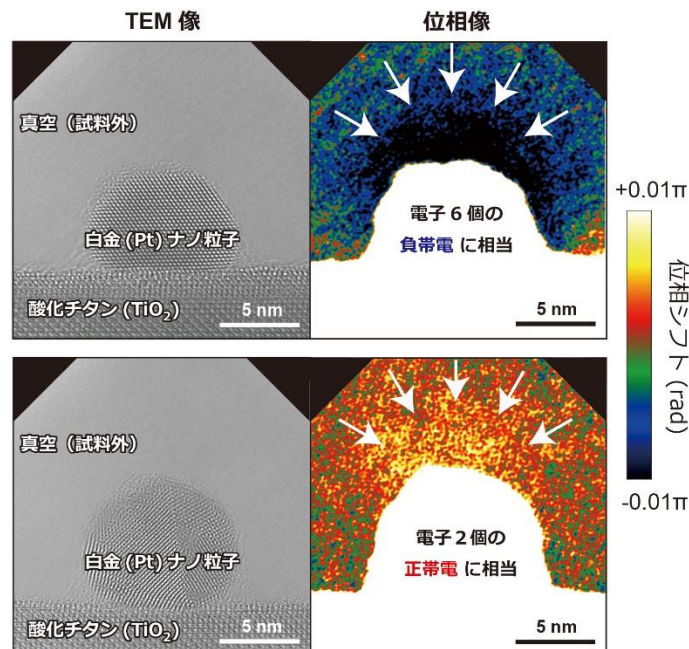 TEM 像
位相像
真空（試料外）
白金 (Pt) ナノ粒子
酸化チタン (TiO₂)
5 nm
電子６個の
負帯電 に相当
5 nm
+0.01π
位相シフト (rad)
-0.01π
真空（試料外）
白金 (Pt) ナノ粒子
酸化チタン (TiO₂)
5 nm
電子２個の
正帯電 に相当
5 nm